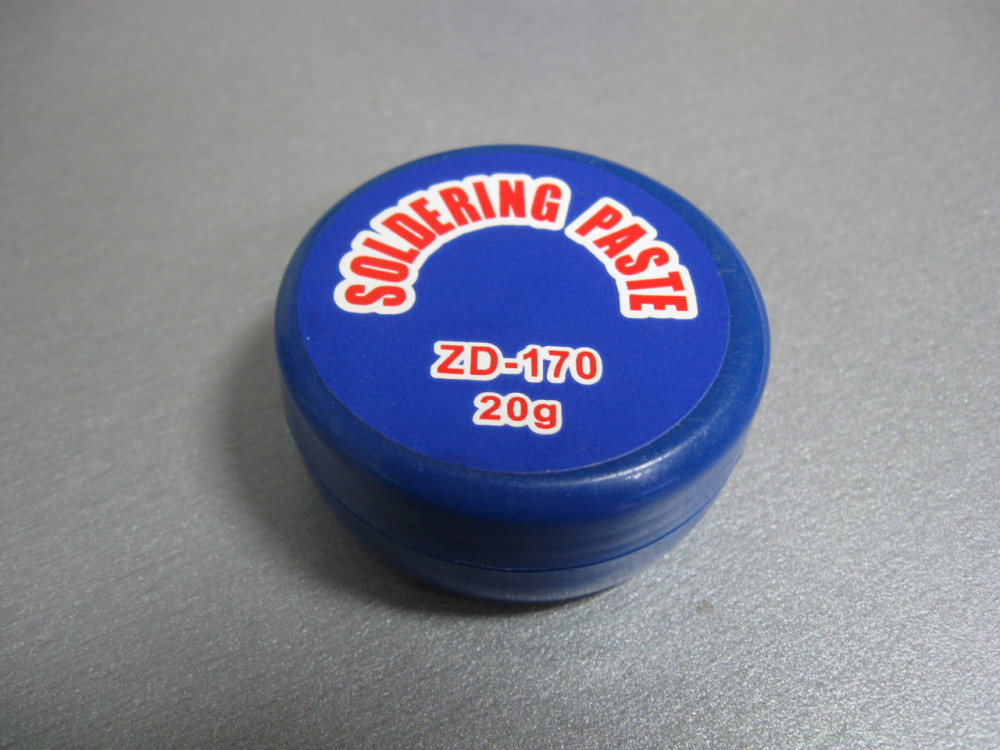 SOLDERING PASTE
ZD-170
20g